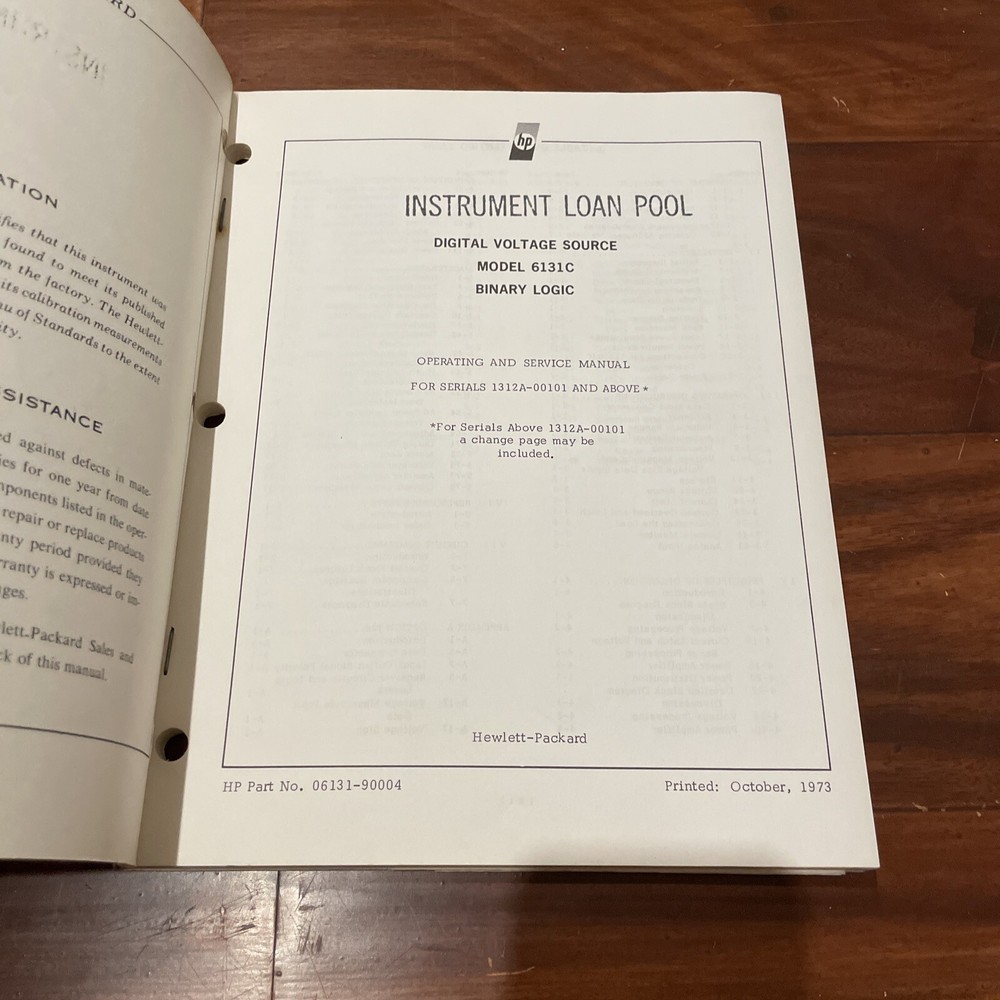 RD
ATION
fies that this instrument was
found to meet its published
m the factory. The Hewlett-
its calibration measurements
au of Standards to the extent
ity.
SSISTANCE
ed against defects in mate-
ies for one year from date
mponents listed in the oper-
repair or replace products
nty period provided they
rranty is expressed or im-
ges.
lett-Packard Sales and
ck of this manual.
hp
INSTRUMENT LOAN POOL
DIGITAL VOLTAGE SOURCE
MODEL 6131C
BINARY LOGIC
OPERATING AND SERVICE MANUAL
FOR SERIALS 1312A-00101 AND ABOVE *
*For Serials Above 1312A-00101
a change page may be
included.
Hewlett-Packard
HP Part No. 06131-90004
Printed: October, 1973